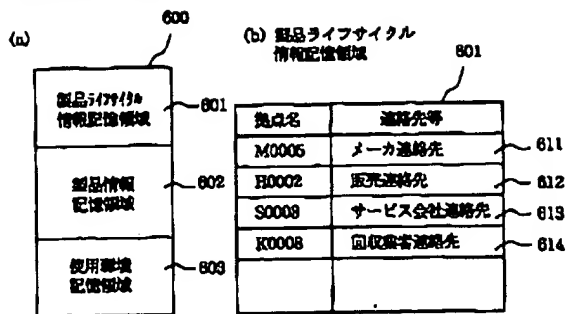 (a)
600
製品ライフサイクル
情報記憶領域
601
製品情報
記憶領域
602
使用環境
記憶領域
603
(b) 製品ライフサイクル
情報記憶領域
601
拠点名 連絡先等
M0005 メーカ連絡先 611
H0002 販売連絡先 612
S0003 サービス会社連絡先 613
K0008 回収業者連絡先 614